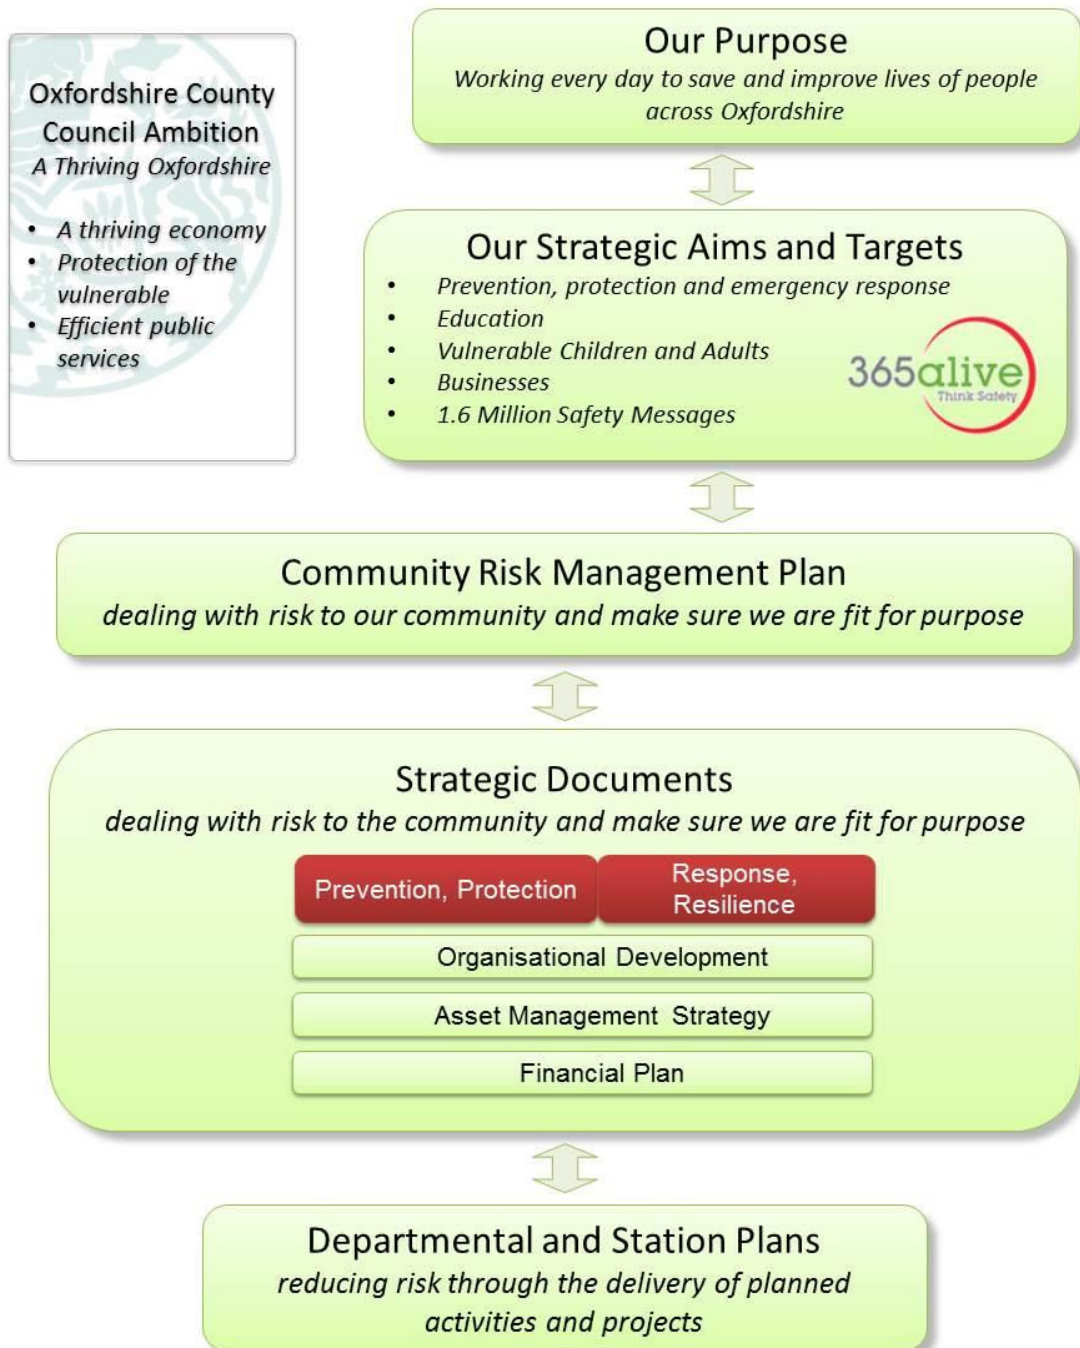 Oxfordshire County
Council Ambition
A Thriving Oxfordshire
• A thriving economy
• Protection of the
vulnerable
• Efficient public
services
Our Purpose
Working every day to save and improve lives of people
across Oxfordshire
Our Strategic Aims and Targets
• Prevention, protection and emergency response
• Education
• Vulnerable Children and Adults
• Businesses
• 1.6 Million Safety Messages
365alive
Think Safety
Community Risk Management Plan
dealing with risk to our community and make sure we are fit for purpose
Strategic Documents
dealing with risk to the community and make sure we are fit for purpose
Prevention, Protection
Response,
Resilience
Organisational Development
Asset Management Strategy
Financial Plan
Departmental and Station Plans
reducing risk through the delivery of planned
activities and projects